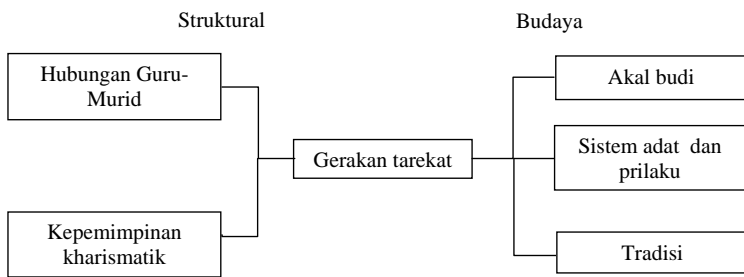 Struktural
Budaya
Hubungan Guru-
Murid
Kepemimpinan
kharismatik
Gerakan tarekat
Akal budi
Sistem adat dan
prilaku
Tradisi